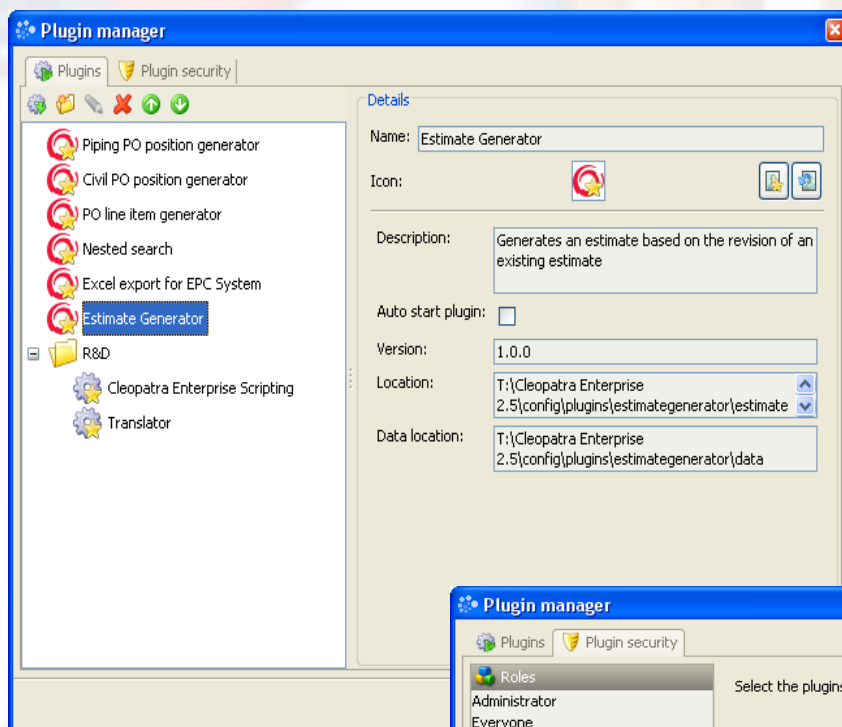 Plugin manager
Plugins
Plugin security
Piping PO position generator
Civil PO position generator
PO line item generator
Nested search
Excel export for EPC System
Estimate Generator
R&D
Cleopatra Enterprise Scripting
Translator
Details
Name:
Estimate Generator
Icon:
Description:
Generates an estimate based on the revision of an
existing estimate
Auto start plugin:
Version:
1.0.0
Location:
T:\Cleopatra Enterprise
2.5\config\plugins\estimategenerator\estimate
Data location:
T:\Cleopatra Enterprise
2.5\config\plugins\estimategenerator\data
Plugin manager
Plugins
Plugin security
Roles
Administrator
Everyone
Select the plugins